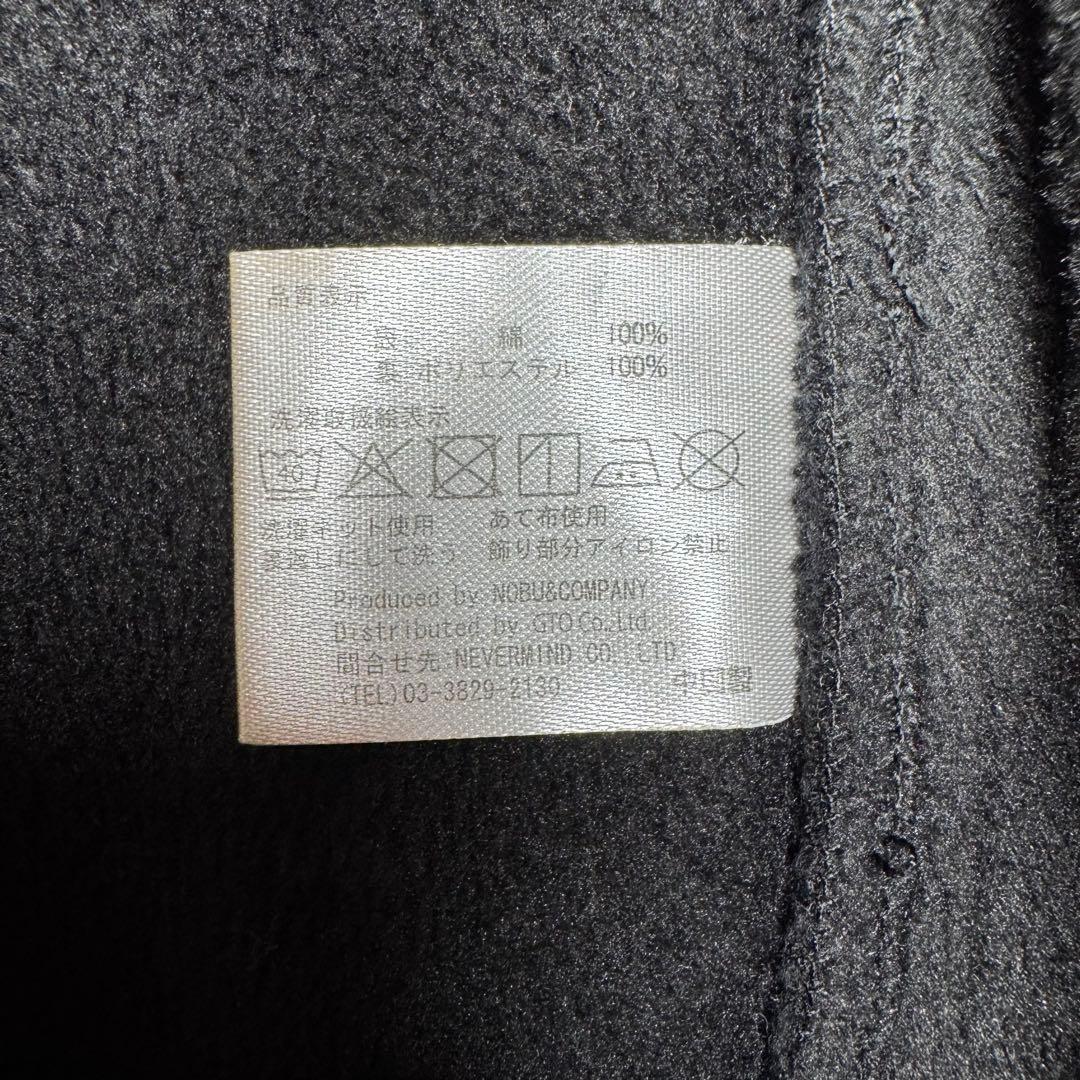 品質表示
表 綿 100%
裏 ポリエステル 100%
洗濯取扱絵表示
40
洗濯ネット使用 あて布使用
裏返しにして洗う 飾り部分アイロン禁止
Produced by NOBU&COMPANY
Distributed by GTO Co.,Ltd.
問合せ先 NEVERMIND CO.,LTD
(TEL)03-3829-2130 中国製